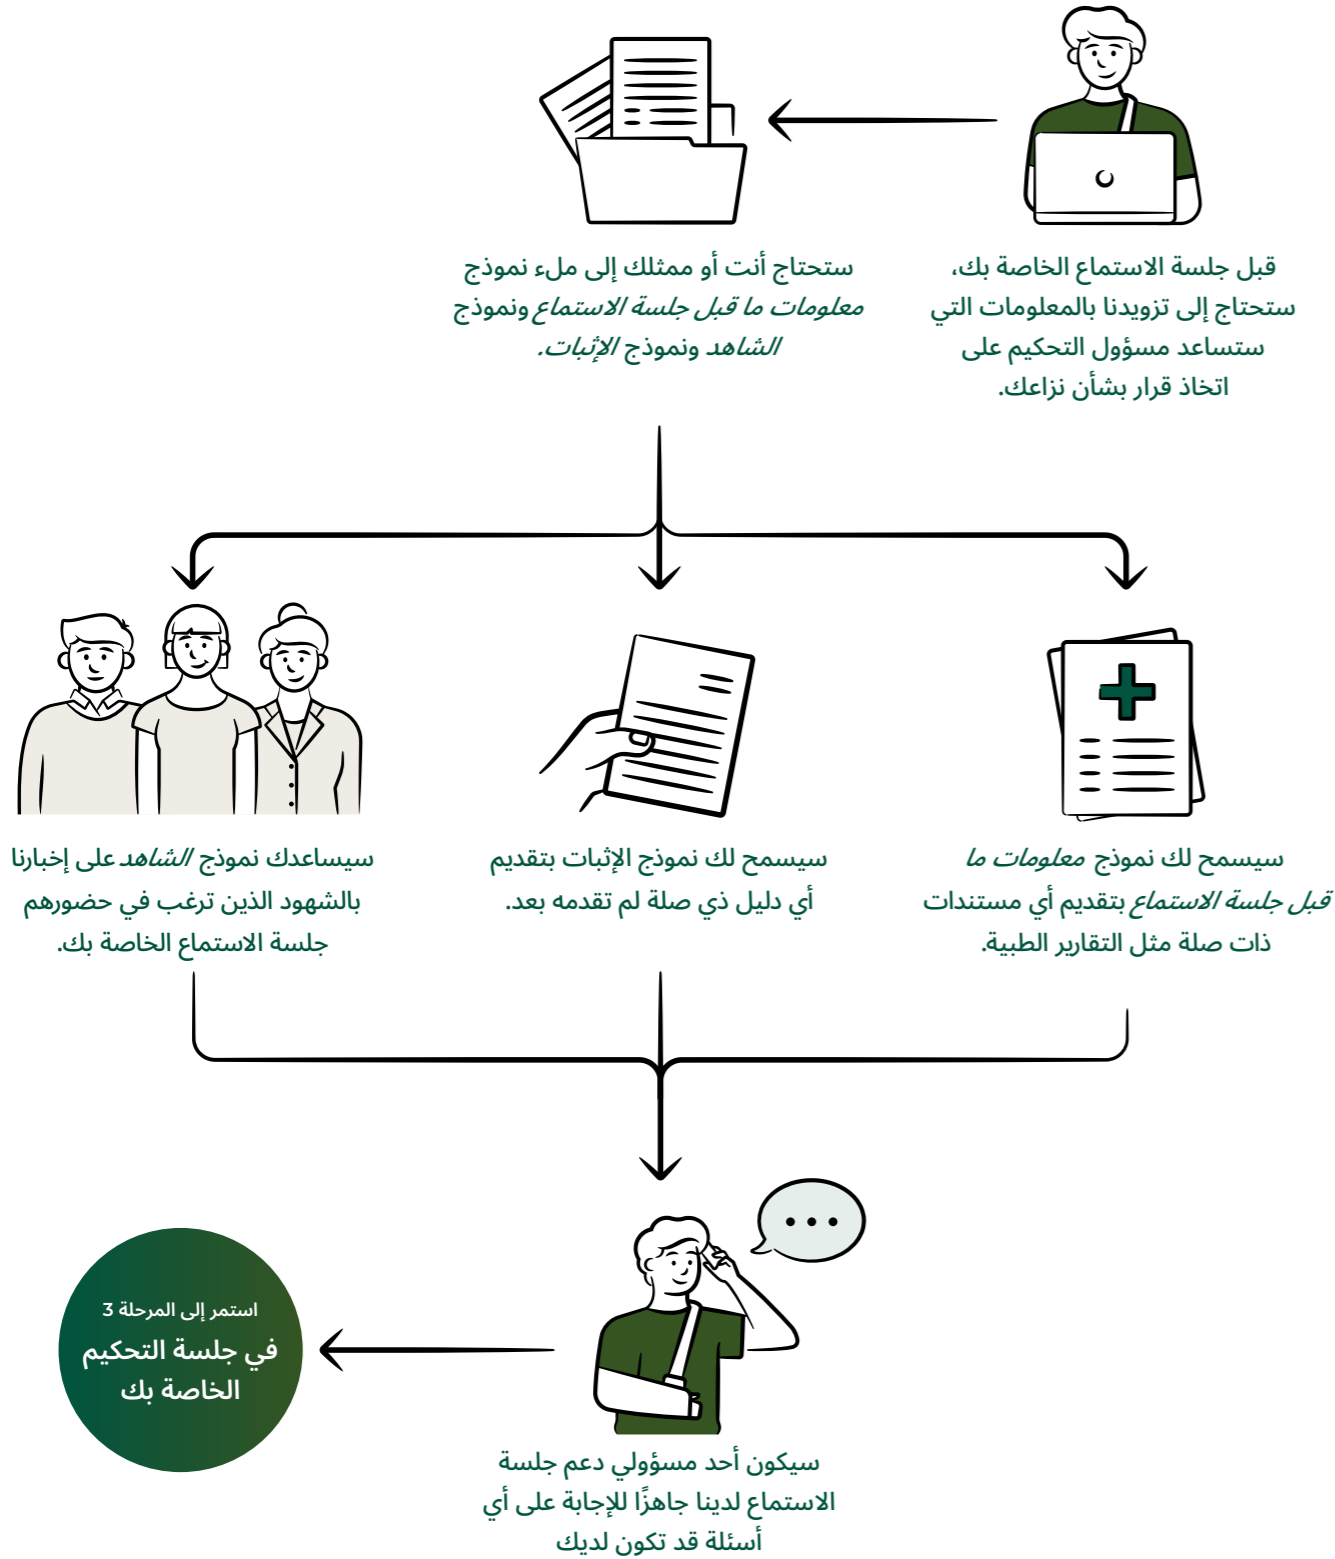 قبل جلسة الاستماع الخاصة بك،
ستحتاج إلى تزويدنا بالمعلومات التي
ستساعد مسؤول التحكيم على
اتخاذ قرار بشأن نزاعك.
ستحتاج أنت أو ممثلك إلى ملء نموذج
معلومات ما قبل جلسة الاستماع ونموذج
الشاهد ونموذج الإثبات.
سيسمح لك نموذج معلومات ما
قبل جلسة الاستماع بتقديم أي مستندات
ذات صلة مثل التقارير الطبية.
سيسمح لك نموذج الإثبات بتقديم
أي دليل ذي صلة لم تقدمه بعد.
سيساعدك نموذج الشاهد على إخبارنا
بالشهود الذين ترغب في حضورهم
جلسة الاستماع الخاصة بك.
سيكون أحد مسؤولي دعم جلسة
الاستماع لدينا جاهزًا للإجابة على أي
أسئلة قد تكون لديك
استمر إلى المرحلة 3
في جلسة التحكيم
الخاصة بك